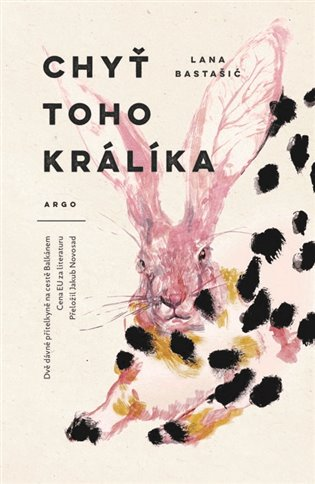 CHYŤ
TOHO
KRÁLÍKA
LANA
BASTAŠIĆ
ARGO
Dvě dávné přítelkyně na cestě Balkánem
Cena EU za literaturu
Přeložil Jakub Novosad